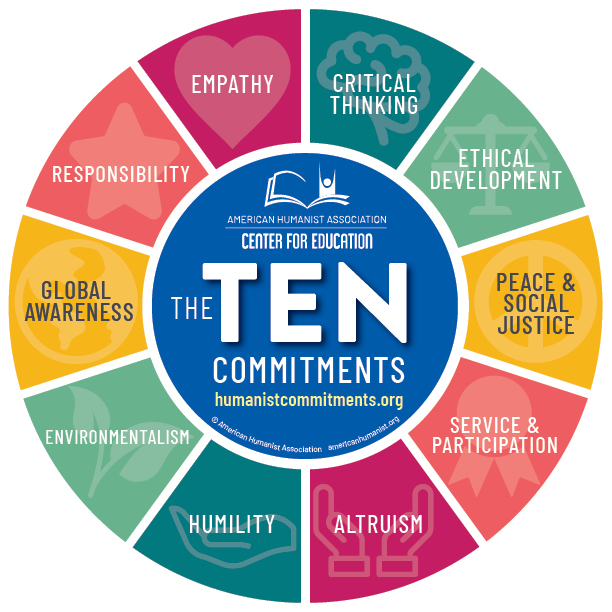 EMPATHY
CRITICAL
THINKING
ETHICAL
DEVELOPMENT
PEACE &
SOCIAL
JUSTICE
SERVICE &
PARTICIPATION
ALTRUISM
HUMILITY
ENVIRONMENTALISM
GLOBAL
AWARENESS
RESPONSIBILITY
AMERICAN HUMANIST ASSOCIATION
CENTER FOR EDUCATION
THE TEN
COMMITMENTS
humanistcommitments.org
© American Humanist Association americanhumanist.org